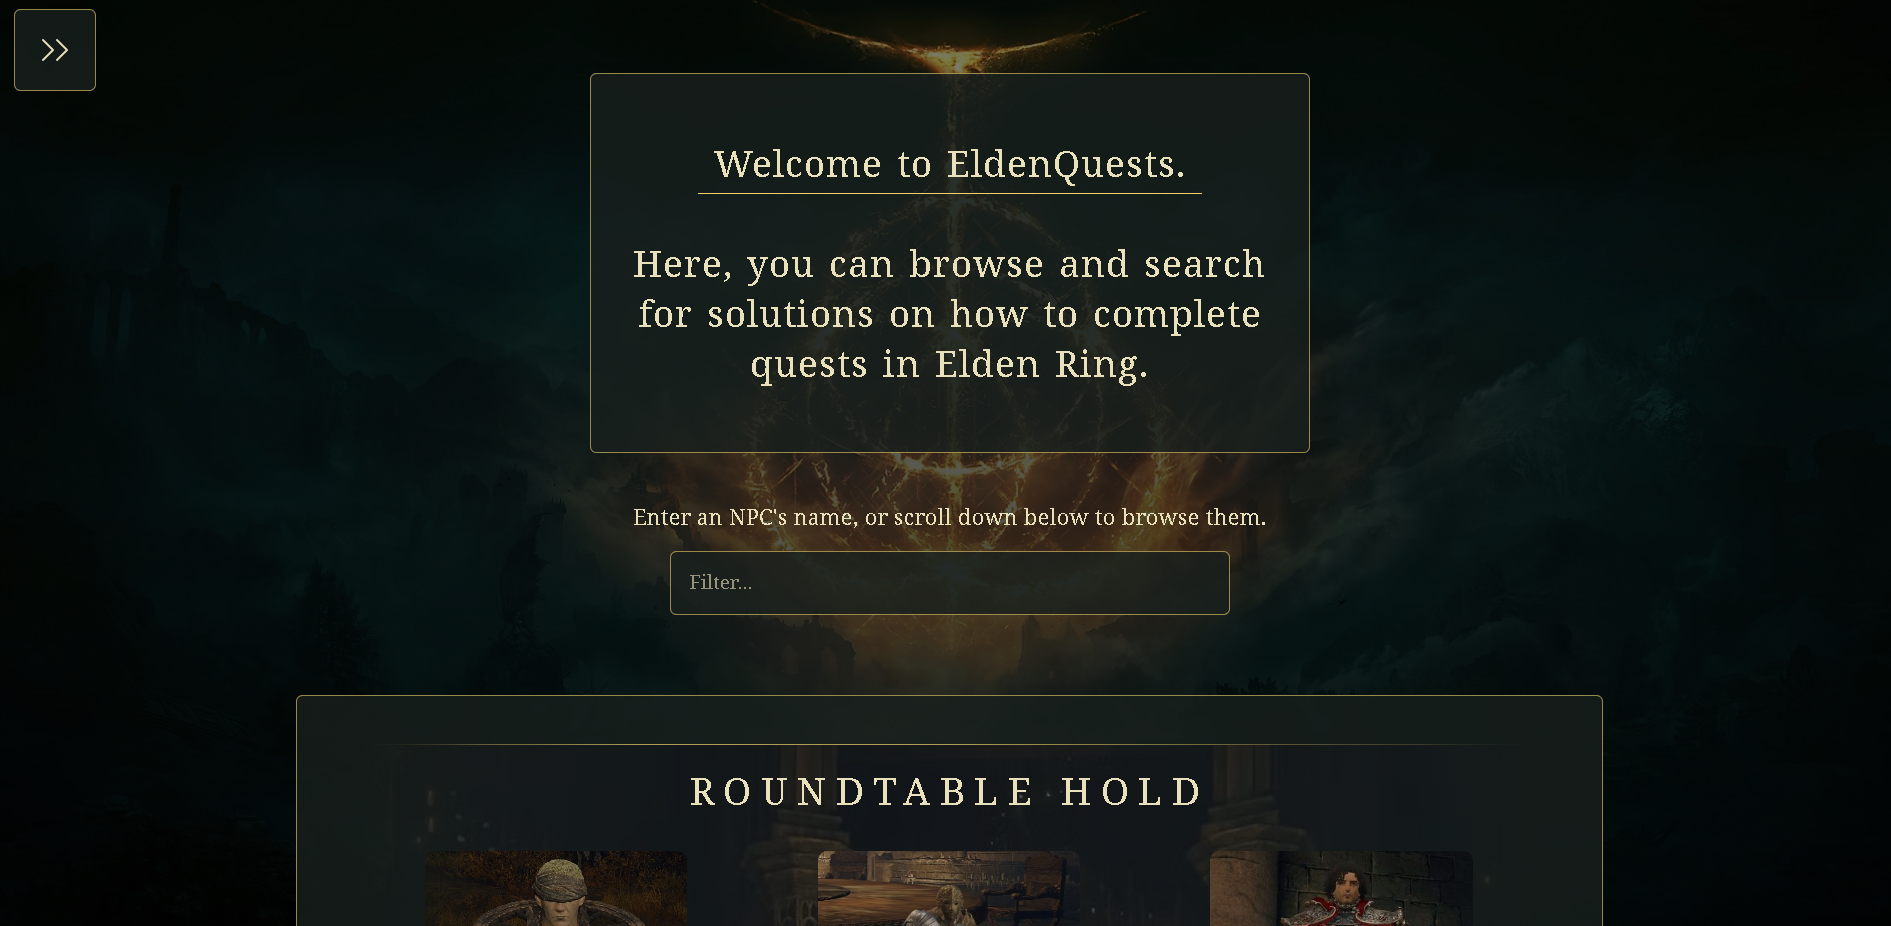 Welcome to EldenQuests.
Here, you can browse and search
for solutions on how to complete
quests in Elden Ring.
Enter an NPC's name, or scroll down below to browse them.
Filter...
ROUNDTABLE HOLD